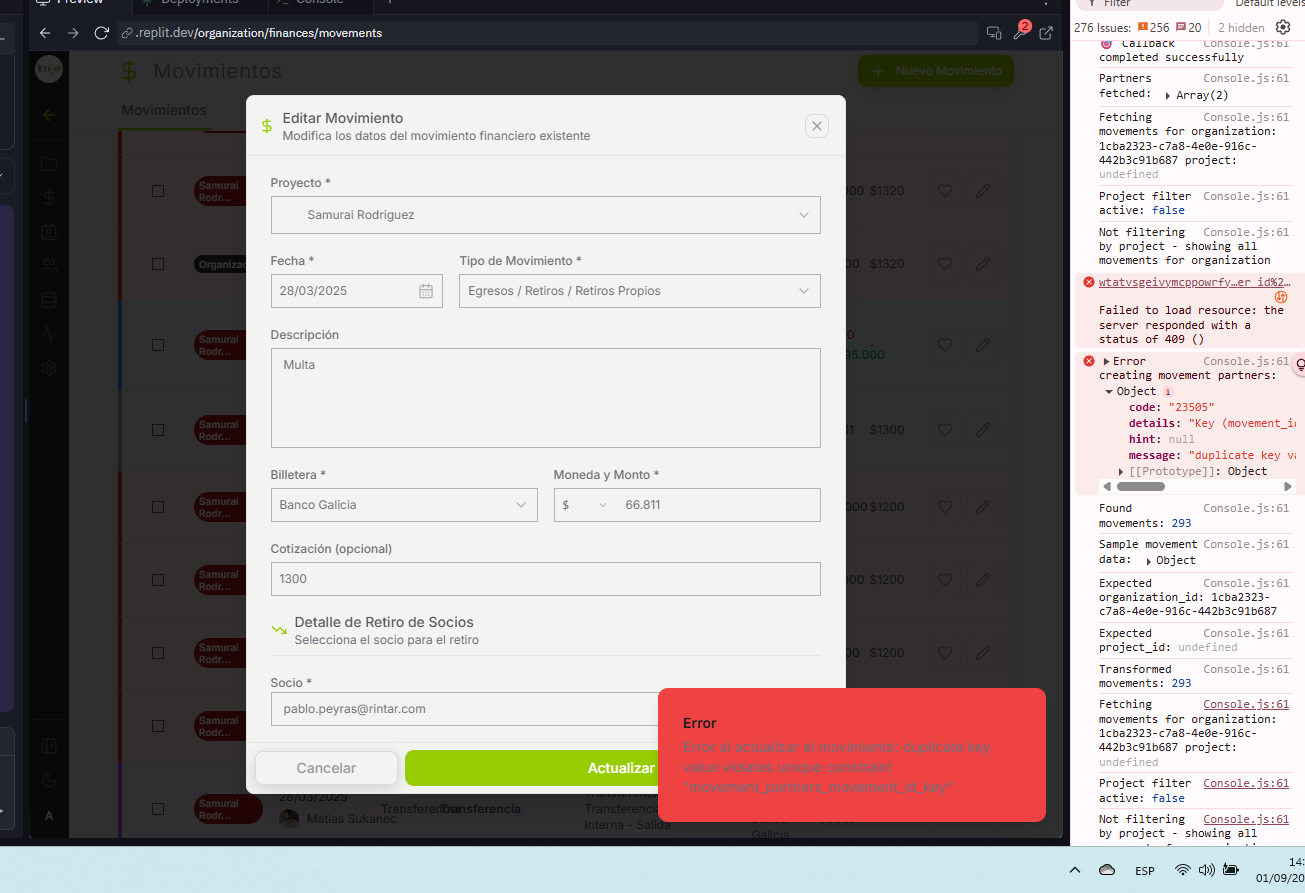 Preview
Deployments
Console
.replit.dev/organization/finances/movements
2
Movimientos
Nuevo Movimiento
Movimientos
Editar Movimiento
Modifica los datos del movimiento financiero existente
Proyecto *
Samurai Rodriguez
Fecha *
Tipo de Movimiento *
28/03/2025
Egresos / Retiros / Retiros Propios
Descripción
Multa
Billetera *
Moneda y Monto *
Banco Galicia
$
66.811
Cotización (opcional)
1300
Detalle de Retiro de Socios
Selecciona el socio para el retiro
Socio *
pablo.peyras@rintar.com
Cancelar
Actualizar
Error
Error al actualizar el movimiento: duplicate key
value violates unique constraint
"movement_partners_movement_id_key"
Samurai
Rodr...
000 $1320
Organizac
00 $1320
Samurai
Rodr...
0
-
95.000
Samurai
Rodr...
11 $1300
Samurai
Rodr...
000 $1200
Samurai
Rodr...
000 $1200
Samurai
Rodr...
00 $1200
Samurai
Rodr...
Samurai
Rodr...
28/03/2025
Matias Sukanec
Transferencia
Transferencia
Transferencia
Interna - Salida
Galicia
A
Filter
Default levels
276 Issues: 256 20
2 hidden
Callback Console.js:61
completed successfully
Partners Console.js:61
fetched: Array(2)
Fetching Console.js:61
movements for organization:
1cba2323-c7a8-4e0e-916c-
442b3c91b687 project:
undefined
Project filter Console.js:61
active: false
Not filtering Console.js:61
by project - showing all
movements for organization
wtatvsgeivymcppowrfy…er_id%2…
Failed to load resource: the
server responded with a
status of 409 ()
Error Console.js:61
creating movement partners:
Object i
code: "23505"
details: "Key (movement_id
hint: null
message: "duplicate key va
[[Prototype]]: Object
Found Console.js:61
movements: 293
Sample movement Console.js:61
data: Object
Expected Console.js:61
organization_id: 1cba2323-
c7a8-4e0e-916c-442b3c91b687
Expected Console.js:61
project_id: undefined
Transformed Console.js:61
movements: 293
Fetching Console.js:61
movements for organization:
1cba2323-c7a8-4e0e-916c-
442b3c91b687 project:
undefined
Project filter Console.js:61
active: false
Not filtering Console.js:61
by project - showing all
ESP
14:
01/09/20